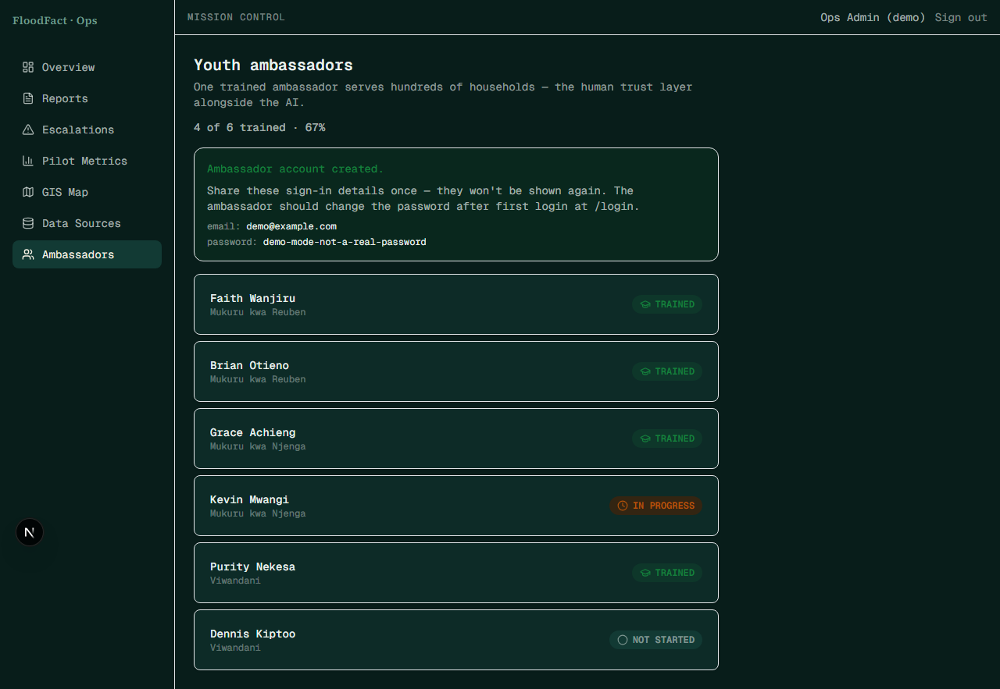 FloodFact · Ops
MISSION CONTROL
Ops Admin (demo) Sign out
Overview
Reports
Escalations
Pilot Metrics
GIS Map
Data Sources
Ambassadors
Youth ambassadors
One trained ambassador serves hundreds of households — the human trust layer
alongside the AI.
4 of 6 trained · 67%
Ambassador account created.
Share these sign-in details once — they won't be shown again. The
ambassador should change the password after first login at /login.
email: demo@example.com
password: demo-mode-not-a-real-password
Faith Wanjiru
Mukuru kwa Reuben
TRAINED
Brian Otieno
Mukuru kwa Reuben
TRAINED
Grace Achieng
Mukuru kwa Njenga
TRAINED
Kevin Mwangi
Mukuru kwa Njenga
IN PROGRESS
Purity Nekesa
Viwandani
TRAINED
Dennis Kiptoo
Viwandani
NOT STARTED
N